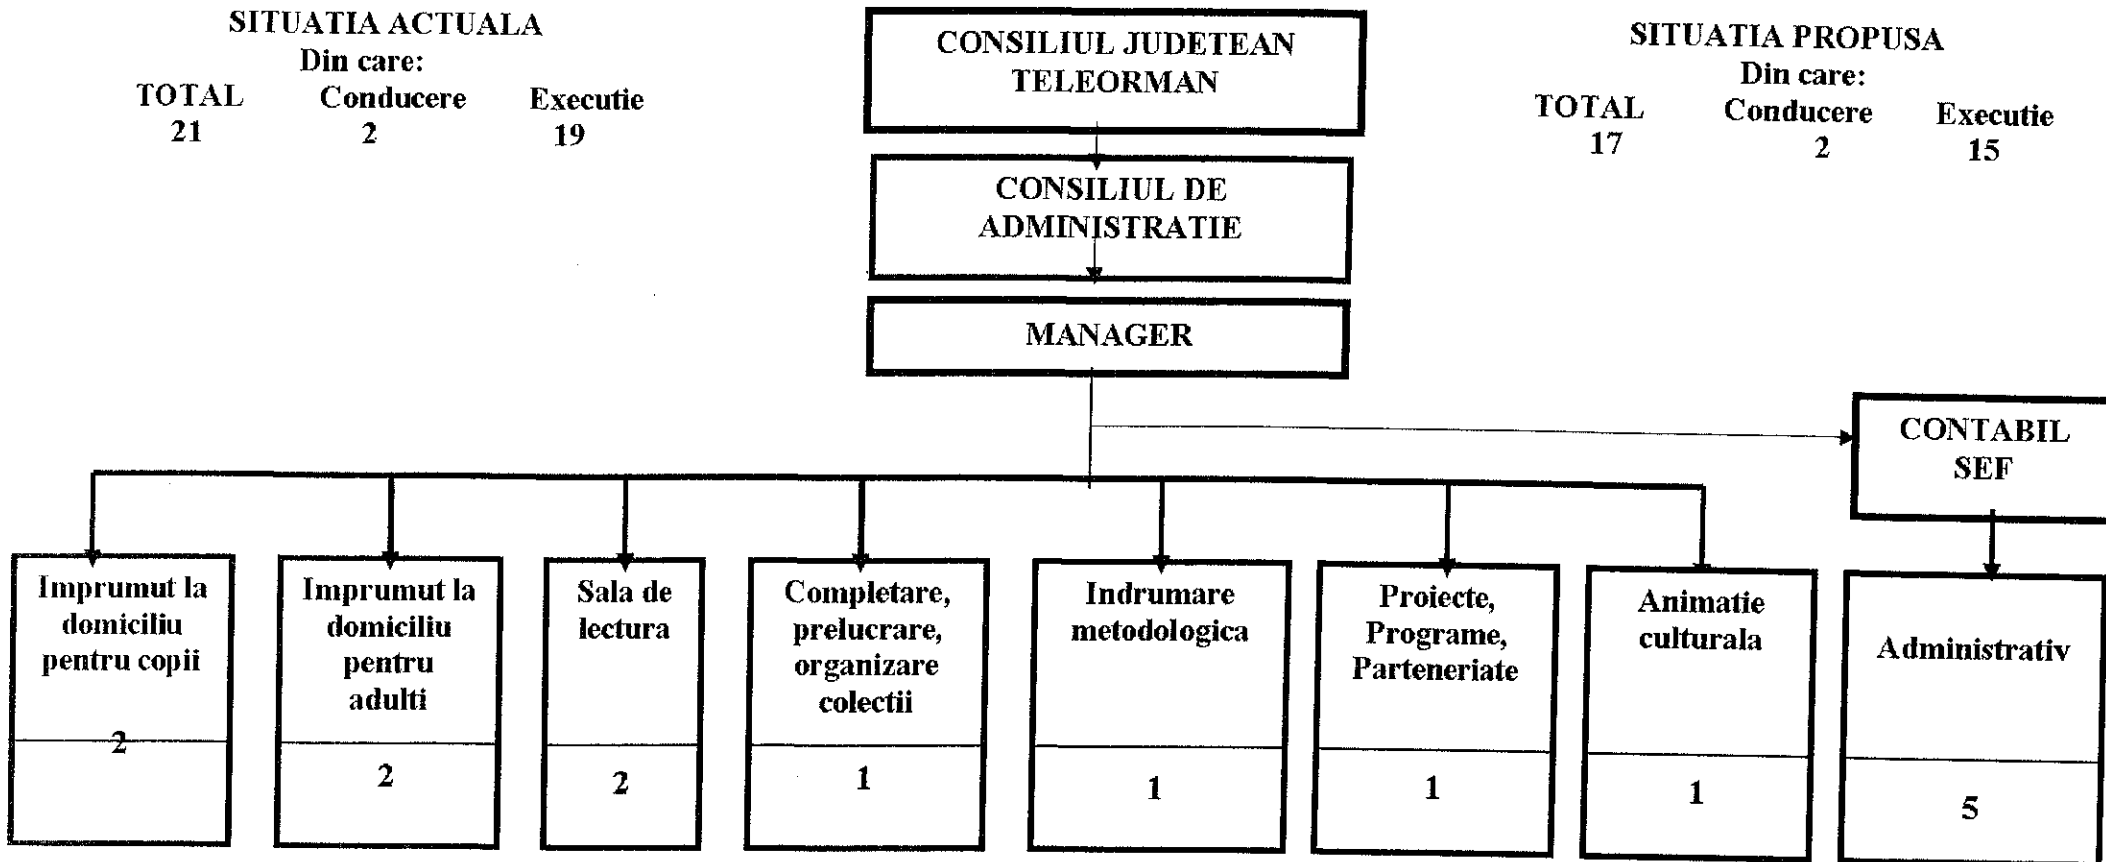 SITUATIA ACTUALA
Din care:
TOTAL Conducere Executie
21 2 19
CONSILIUL JUDETEAN
TELEORMAN
SITUATIA PROPUSA
Din care:
TOTAL Conducere Executie
17 2 15
CONSILIUL DE
ADMINISTRATIE
MANAGER
CONTABIL
SEF
Imprumut la
domiciliu
pentru copii
2
Imprumut la
domiciliu
pentru
adulti
2
Sala de
lectura
2
Completare,
prelucrare,
organizare
colectii
1
Indrumare
metodologica
1
Proiecte,
Programe,
Parteneriate
1
Animatie
culturala
1
Administrativ
5